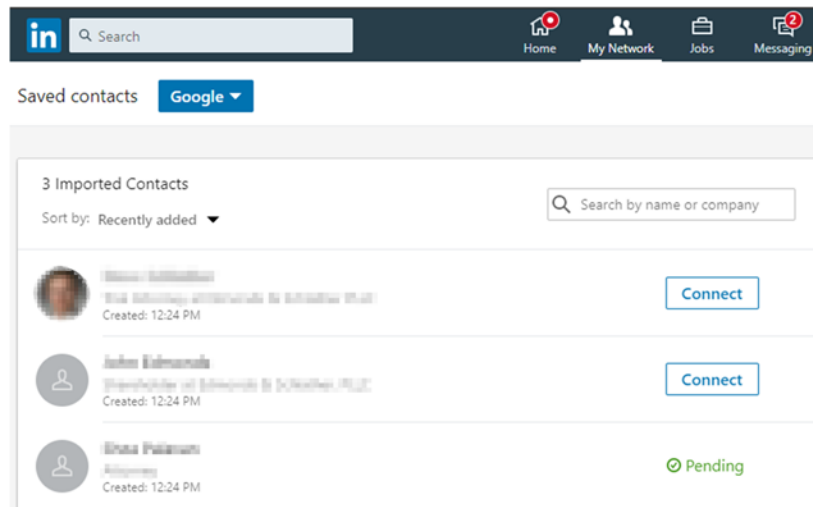 in Search
Home My Network Jobs 2 Messaging
Saved contacts Google
3 Imported Contacts
Sort by: Recently added
Search by name or company
Connect
Created: 12:24 PM
Connect
Created: 12:24 PM
Pending
Created: 12:24 PM